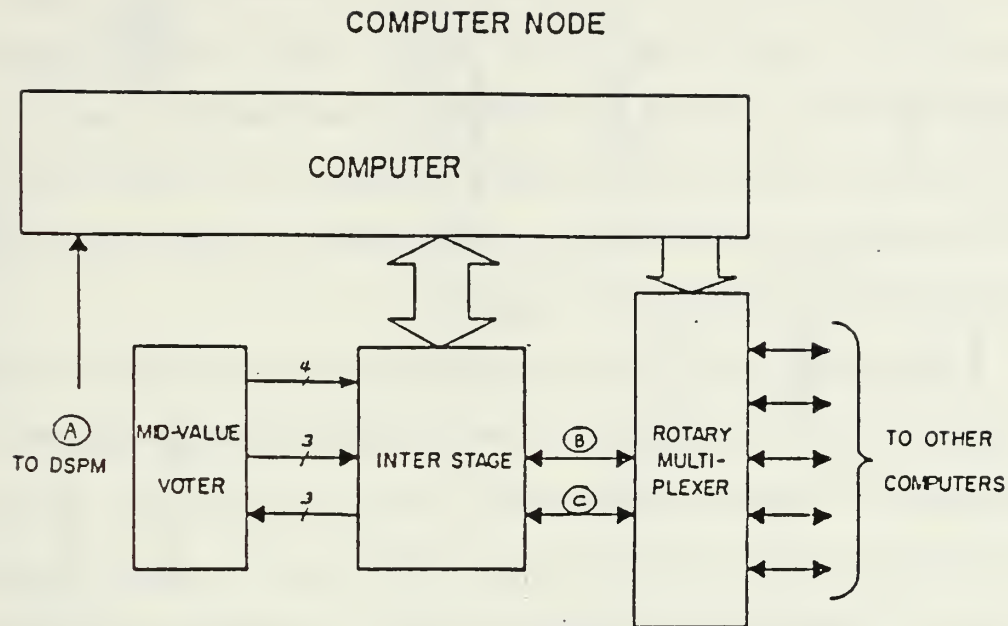 COMPUTER NODE
COMPUTER
A
TO DSPM
MID-VALUE
VOTER
4
3
3
INTER STAGE
B
C
ROTARY
MULTI-
PLEXER
TO OTHER
COMPUTERS